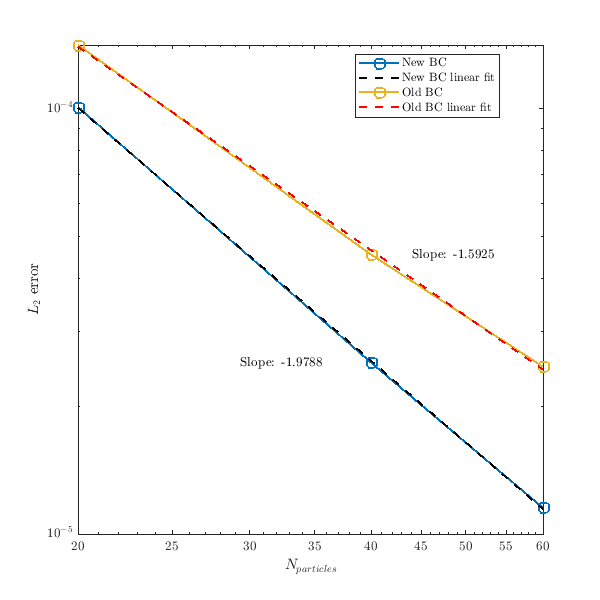 New BC
New BC linear fit
Old BC
Old BC linear fit
10⁻⁴
Slope: -1.5925
L₂ error
Slope: -1.9788
10⁻⁵
20 25 30 35 40 45 50 55 60
N_particles